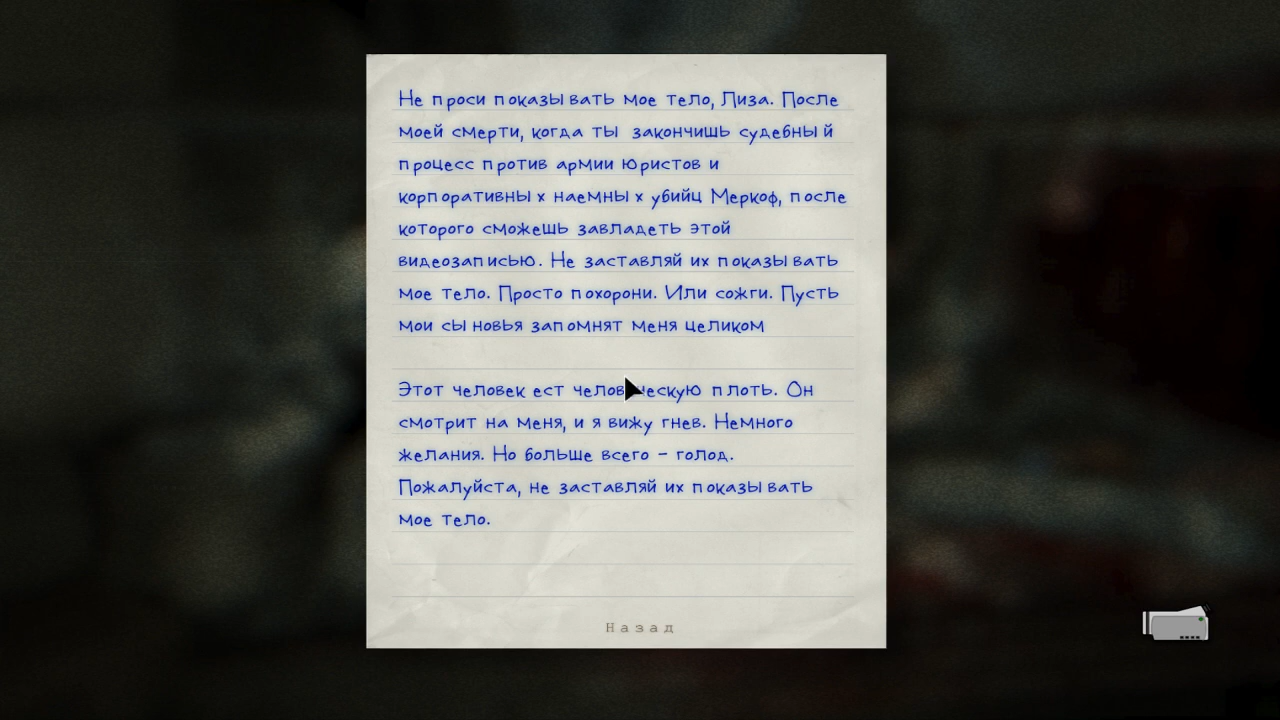 Не проси показывать мое тело, Лиза. После
моей смерти, когда ты закончишь судебный
процесс против армии юристов и
корпоративных наемных убийц Меркоф, после
которого сможешь завладеть этой
видеозаписью. Не заставляй их показывать
мое тело. Просто похорони. Или сожги. Пусть
мои сыновья запомнят меня целиком
Этот человек ест человеческую плоть. Он
смотрит на меня, и я вижу гнев. Немного
желания. Но больше всего – голод.
Пожалуйста, не заставляй их показывать
мое тело.
Назад